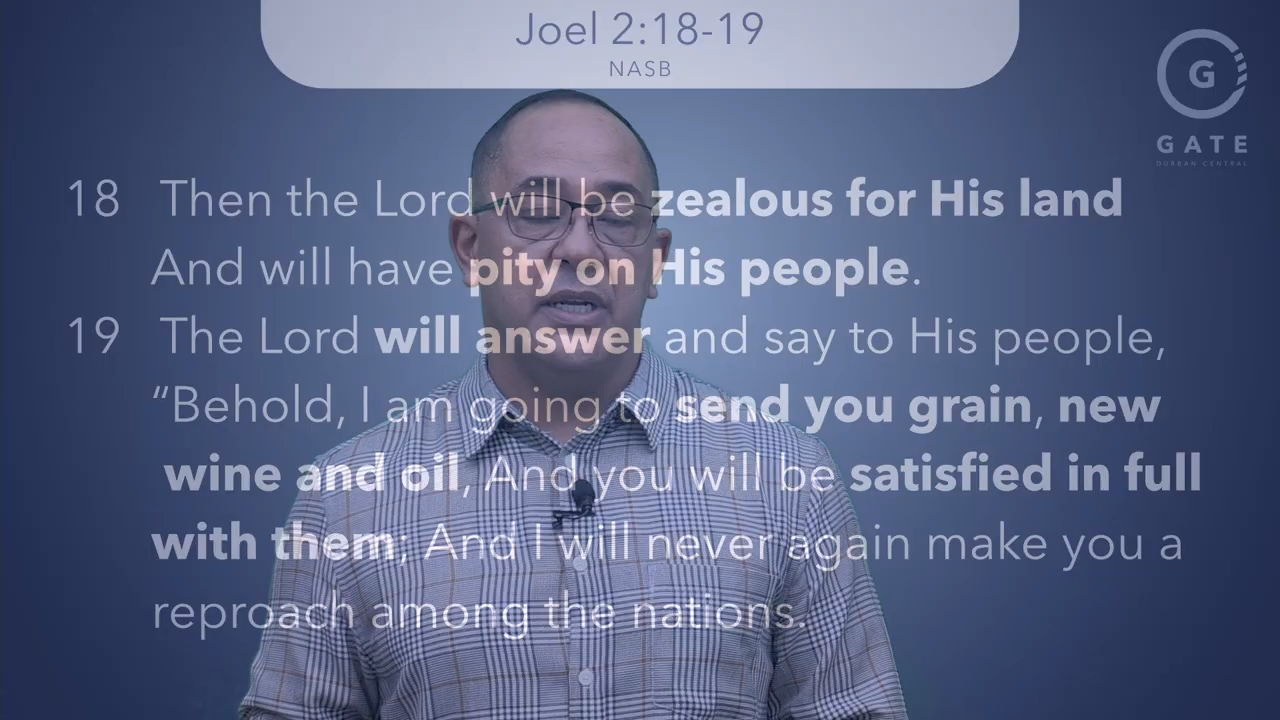 Joel 2:18-19
NASB
G
GATE
DURBAN CENTRAL
18 Then the Lord will be zealous for His land
And will have pity on His people.
19 The Lord will answer and say to His people,
“Behold, I am going to send you grain, new
wine and oil, And you will be satisfied in full
with them; And I will never again make you a
reproach among the nations.